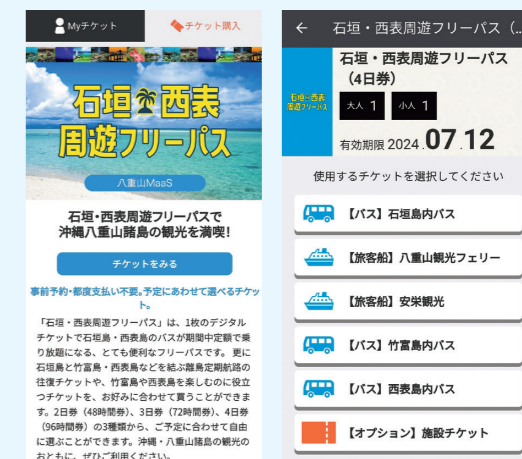 Myチケット
チケット購入
石垣 西表
周遊フリーパス
八重山MaaS
石垣・西表周遊フリーパスで
沖縄八重山諸島の観光を満喫!
チケットをみる
事前予約・都度支払い不要。予定にあわせて選べるチケッ
ト。
「石垣・西表周遊フリーパス」は、1枚のデジタル
チケットで石垣島・西表島のバスが期間中定額で乗
り放題になる、とても便利なフリーパスです。更に
石垣島と竹富島・西表島などを結ぶ離島定期航路の
往復チケットや、竹富島や西表島を楽しむのに役立
つチケットを、お好みに合わせて買うことができま
す。2日券（48時間券）、3日券（72時間券）、4日券
（96時間券）の3種類から、ご予定に合わせて自由
に選ぶことができます。沖縄・八重山諸島の観光の
おともに、ぜひご利用ください。
← 石垣・西表周遊フリーパス（...
石垣・西表
周遊フリーパス
石垣・西表周遊フリーパス
（4日券）
大人 1 小人 1
有効期限 2024.07.12
使用するチケットを選択してください
【バス】石垣島内バス
【旅客船】八重山観光フェリー
【旅客船】安栄観光
【バス】竹富島内バス
【バス】西表島内バス
【オプション】施設チケット